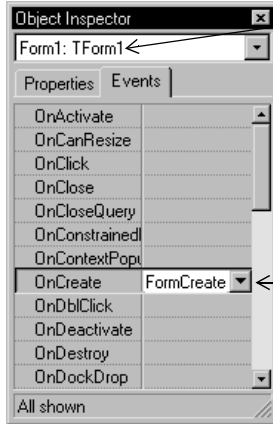 Object Inspector
Form1: TForm1
Properties Events
OnActivate
OnCanResize
OnClick
OnClose
OnCloseQuery
OnConstrainedI
OnContextPopu
OnCreate FormCreate
OnDblClick
OnDeactivate
OnDestroy
OnDockDrop
All shown